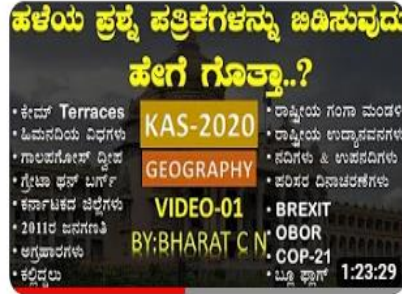 ಹಳೆಯ ಪ್ರಶ್ನೆ ಪತ್ರಿಕೆಗಳನ್ನು ಬಿಡಿಸುವುದು
ಹೇಗೆ ಗೊತ್ತಾ..?
• ಕೇಮ್ Terraces
• ಹಿಮನದಿಯ ವಿಧಗಳು
• ಗಾಲಪಗೋಸ್ ದ್ವೀಪ
• ಗ್ರೇಟಾ ಥನ್ ಬರ್ಗ್
• ಕರ್ನಾಟಕದ ಜಿಲ್ಲೆಗಳು
• 2011ರ ಜನಗಣತಿ
• ಅಗ್ರಹಾರಗಳು
• ಕಲ್ಲಿದ್ದಲು
KAS-2020
GEOGRAPHY
VIDEO-01
BY:BHARAT C N
• ರಾಷ್ಟ್ರೀಯ ಗಂಗಾ ಮಂಡಳಿ
• ರಾಷ್ಟ್ರೀಯ ಉದ್ಯಾನವನಗಳು
• ನದಿಗಳು & ಉಪನದಿಗಳು
• ಪರಿಸರ ದಿನಾಚರಣೆಗಳು
• BREXIT
• OBOR
• COP-21
• ಬ್ಲೂ ಫ್ಲಾಗ್
1:23:29